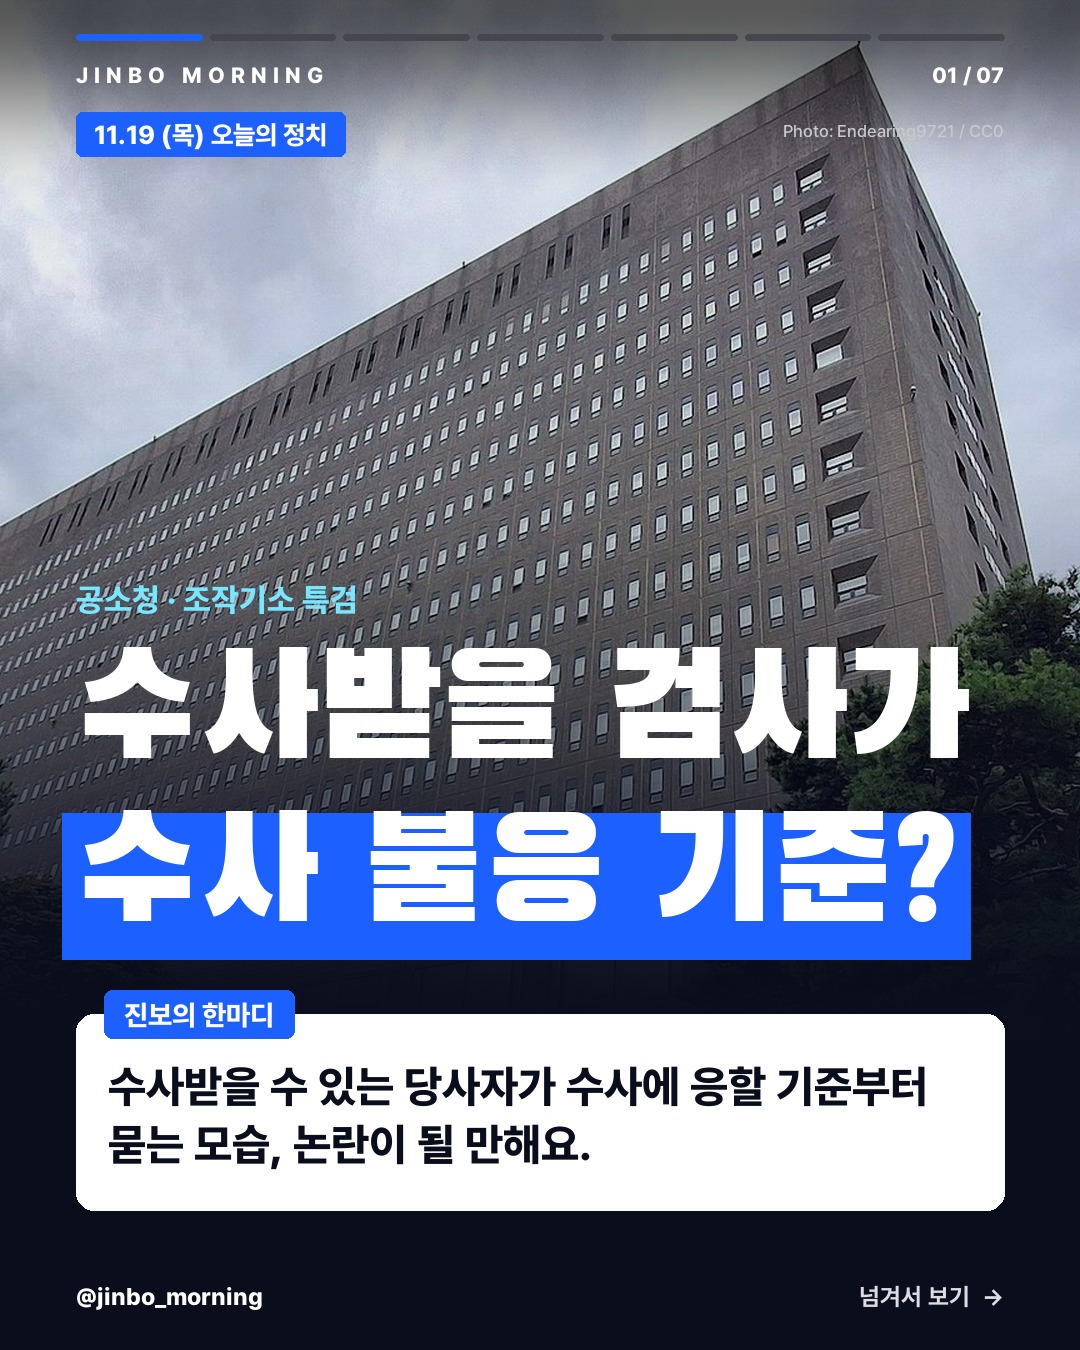 JINBO MORNING
01 / 07
11.19 (목) 오늘의 정치
Photo: Endearing9721 / CC0
공소청 · 조작기소 특검
수사받을 검사가
수사 불응 기준?
진보의 한마디
수사받을 수 있는 당사자가 수사에 응할 기준부터
묻는 모습, 논란이 될 만해요.
@jinbo_morning
넘겨서 보기 →